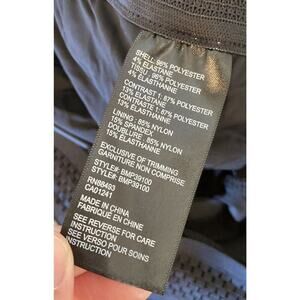 SHELL: 96% POLYESTER
4% ELASTANE
TISSU : 96% POLYESTER
4% ELASTHANNE
CONTRAST 1: 87% POLYESTER
13% ELASTANE
CONTRASTE 1: 87% POLYESTER
13% ELASTHANNE
LINING : 85% NYLON
15% SPANDEX
DOUBLURE : 85% NYLON
15% ELASTHANNE
EXCLUSIVE OF TRIMMING
GARNITURE NON COMPRISE
STYLE#: BMP39100
STYLE#: BMP39100
RN88493
CA01241
MADE IN CHINA
FABRIQUÉ EN CHINE
SEE REVERSE FOR CARE
INSTRUCTION
SEE VERSO POUR SOINS
INSTRUCTION